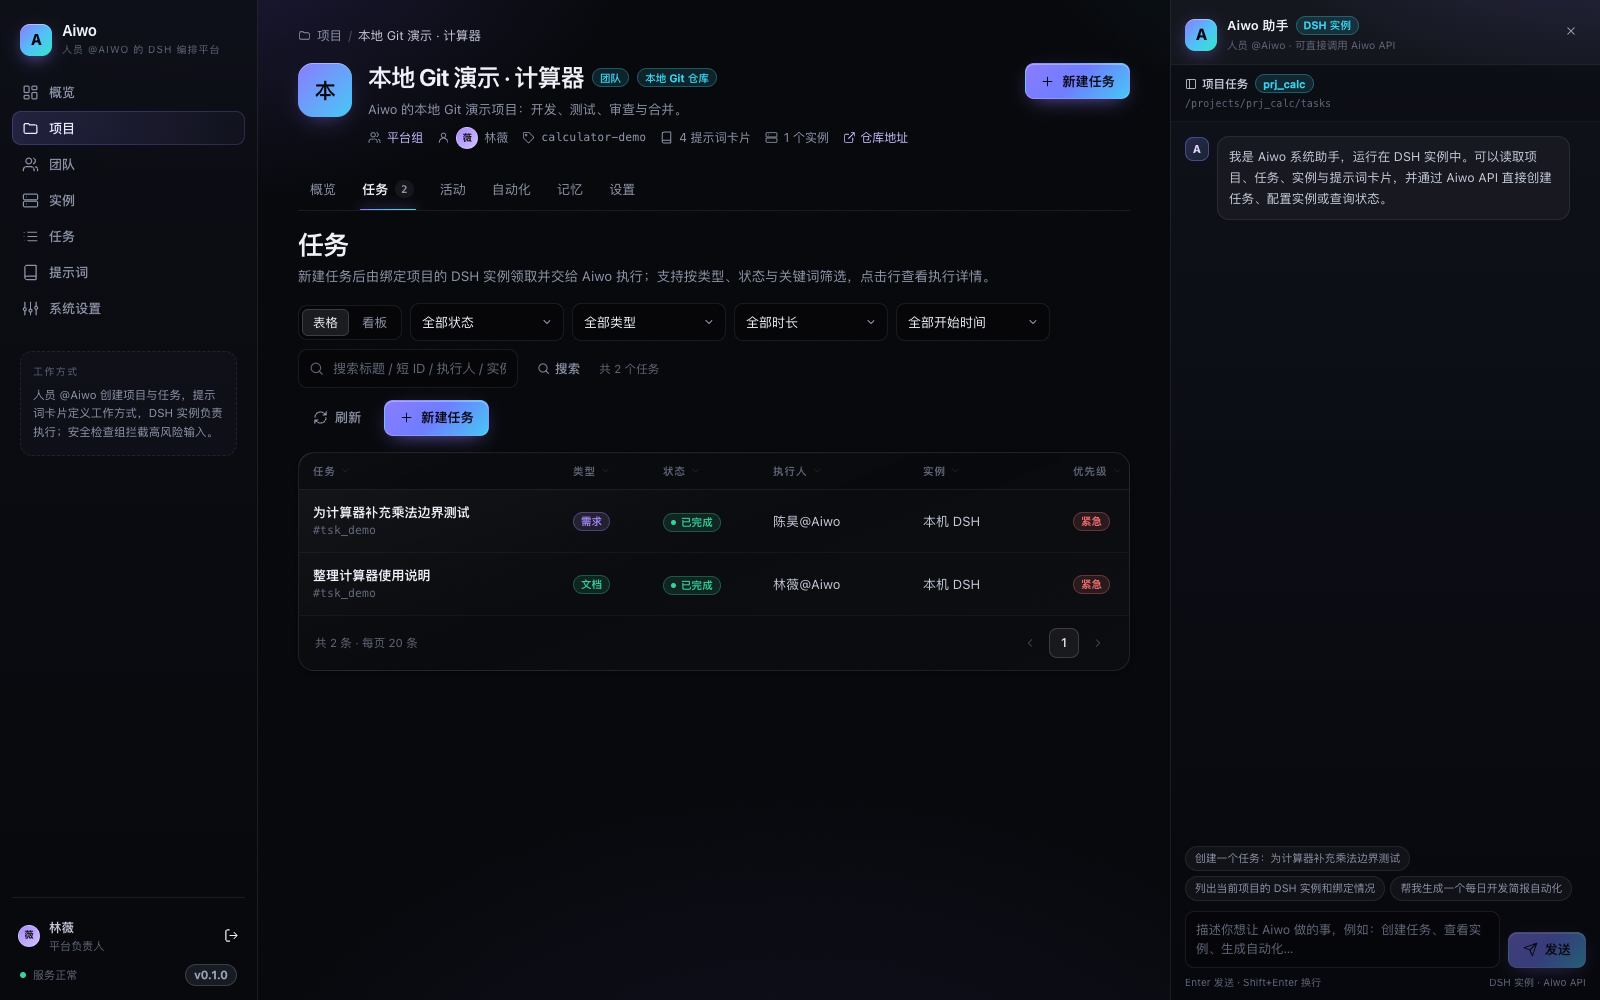 A
Aiwo
人员 @AIWO 的 DSH 编排平台
概览
项目
团队
实例
任务
提示词
系统设置
工作方式
人员 @Aiwo 创建项目与任务，提示
词卡片定义工作方式，DSH 实例负责
执行；安全检查组拦截高风险输入。
薇
林薇
平台负责人
服务正常
v0.1.0
项目 / 本地 Git 演示 · 计算器
本
本地 Git 演示 · 计算器
团队
本地 Git 仓库
Aiwo 的本地 Git 演示项目：开发、测试、审查与合并。
平台组
薇
林薇
calculator-demo
4 提示词卡片
1 个实例
仓库地址
新建任务
概览
任务 2
活动
自动化
记忆
设置
任务
新建任务后由绑定项目的 DSH 实例领取并交给 Aiwo 执行；支持按类型、状态与关键词筛选，点击行查看执行详情。
表格
看板
全部状态
全部类型
全部时长
全部开始时间
搜索标题 / 短 ID / 执行人 / 实例
搜索
共 2 个任务
刷新
新建任务
任务
类型
状态
执行人
实例
优先级
为计算器补充乘法边界测试
#tsk_demo
需求
已完成
陈昊@Aiwo
本机 DSH
紧急
整理计算器使用说明
#tsk_demo
文档
已完成
林薇@Aiwo
本机 DSH
紧急
共 2 条 · 每页 20 条
1
A
Aiwo 助手
DSH 实例
人员 @Aiwo · 可直接调用 Aiwo API
项目任务
prj_calc
/projects/prj_calc/tasks
A
我是 Aiwo 系统助手，运行在 DSH 实例中。可以读取项
目、任务、实例与提示词卡片，并通过 Aiwo API 直接创建
任务、配置实例或查询状态。
创建一个任务：为计算器补充乘法边界测试
列出当前项目的 DSH 实例和绑定情况
帮我生成一个每日开发简报自动化
描述你想让 Aiwo 做的事，例如：创建任务、查看实
例、生成自动化...
发送
Enter 发送 · Shift+Enter 换行
DSH 实例 · Aiwo API